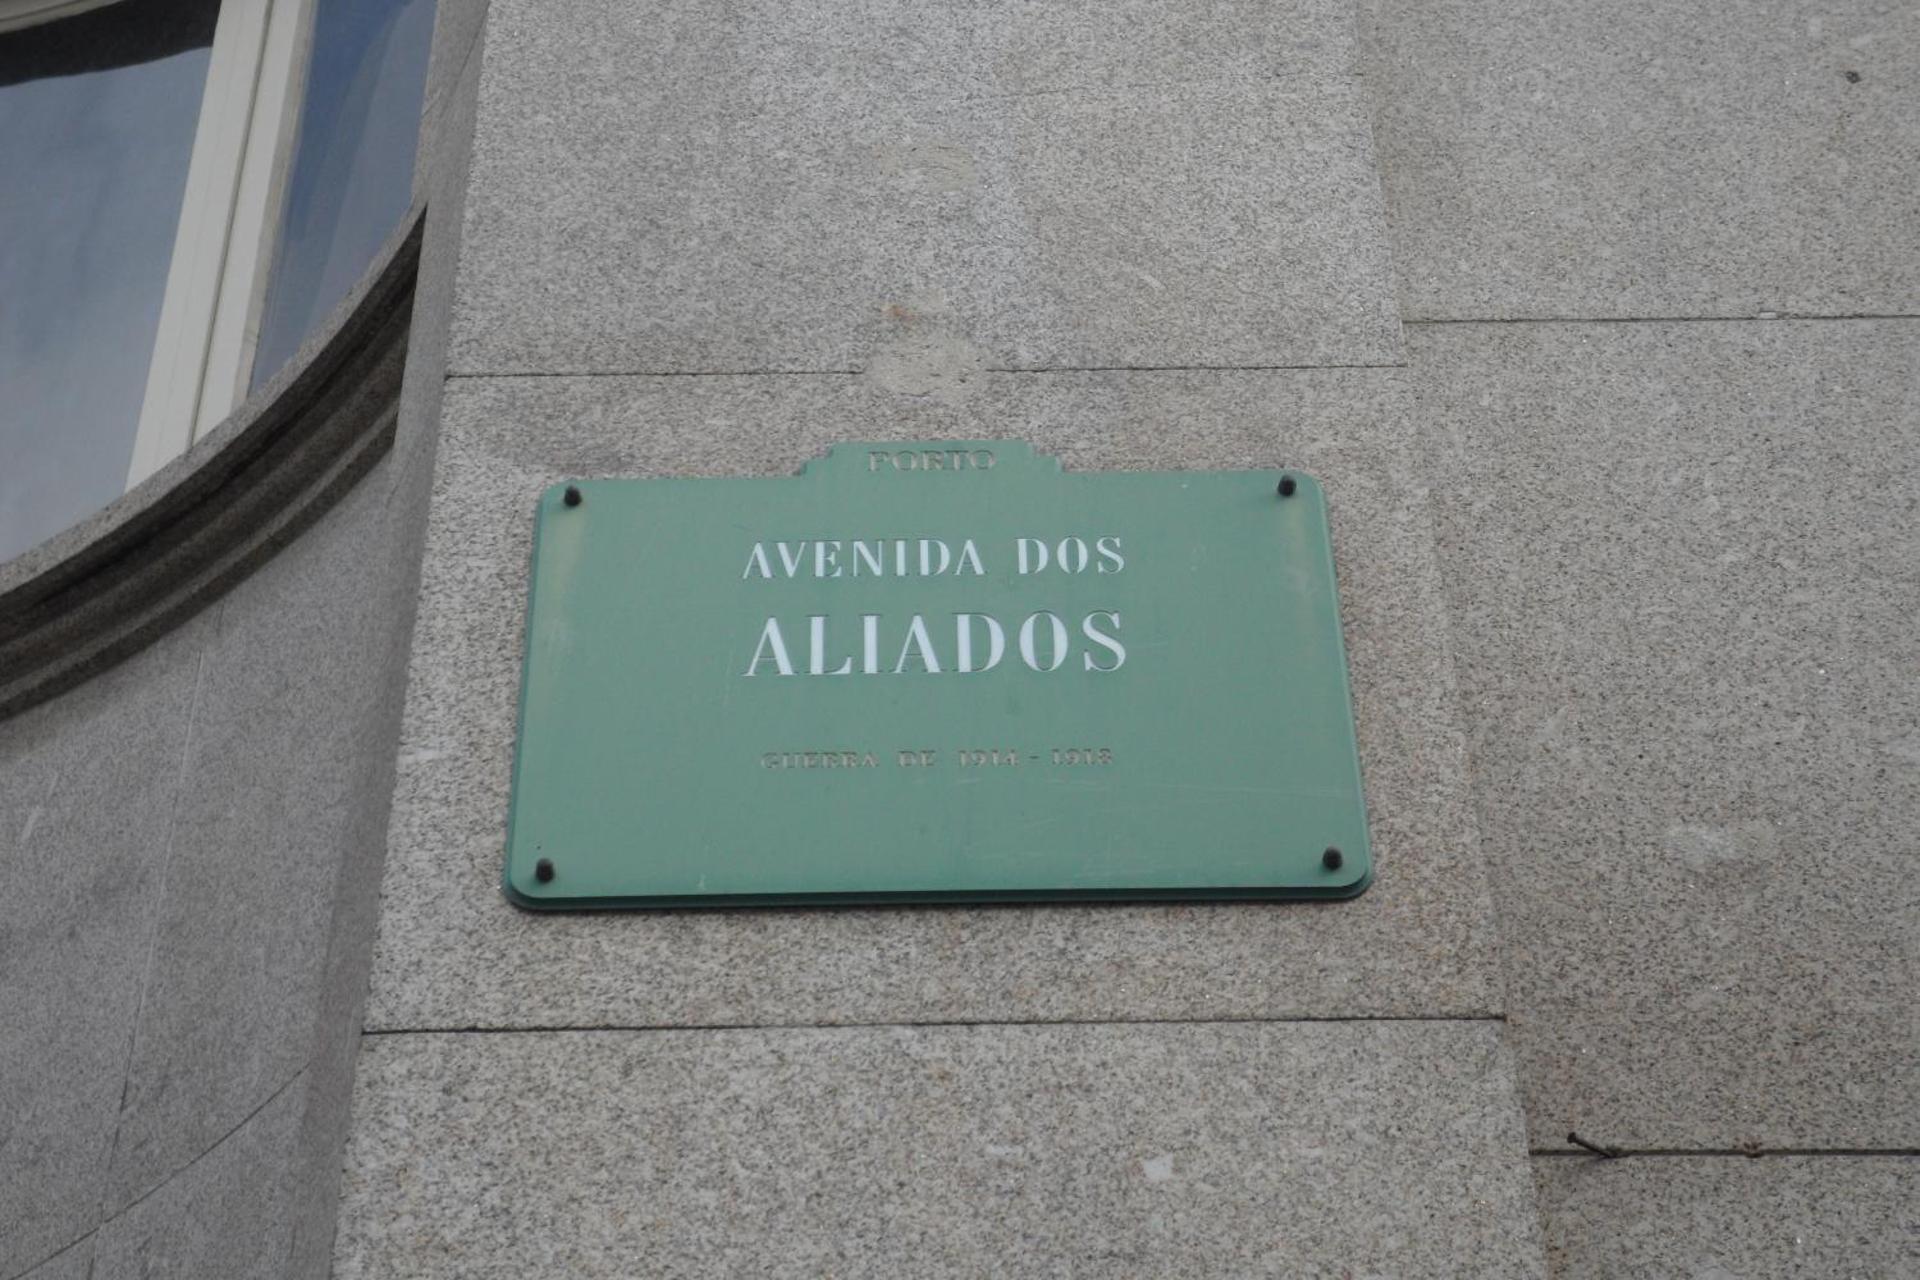 PORTO
AVENIDA DOS
ALIADOS
GUERRA DE 1914 - 1918